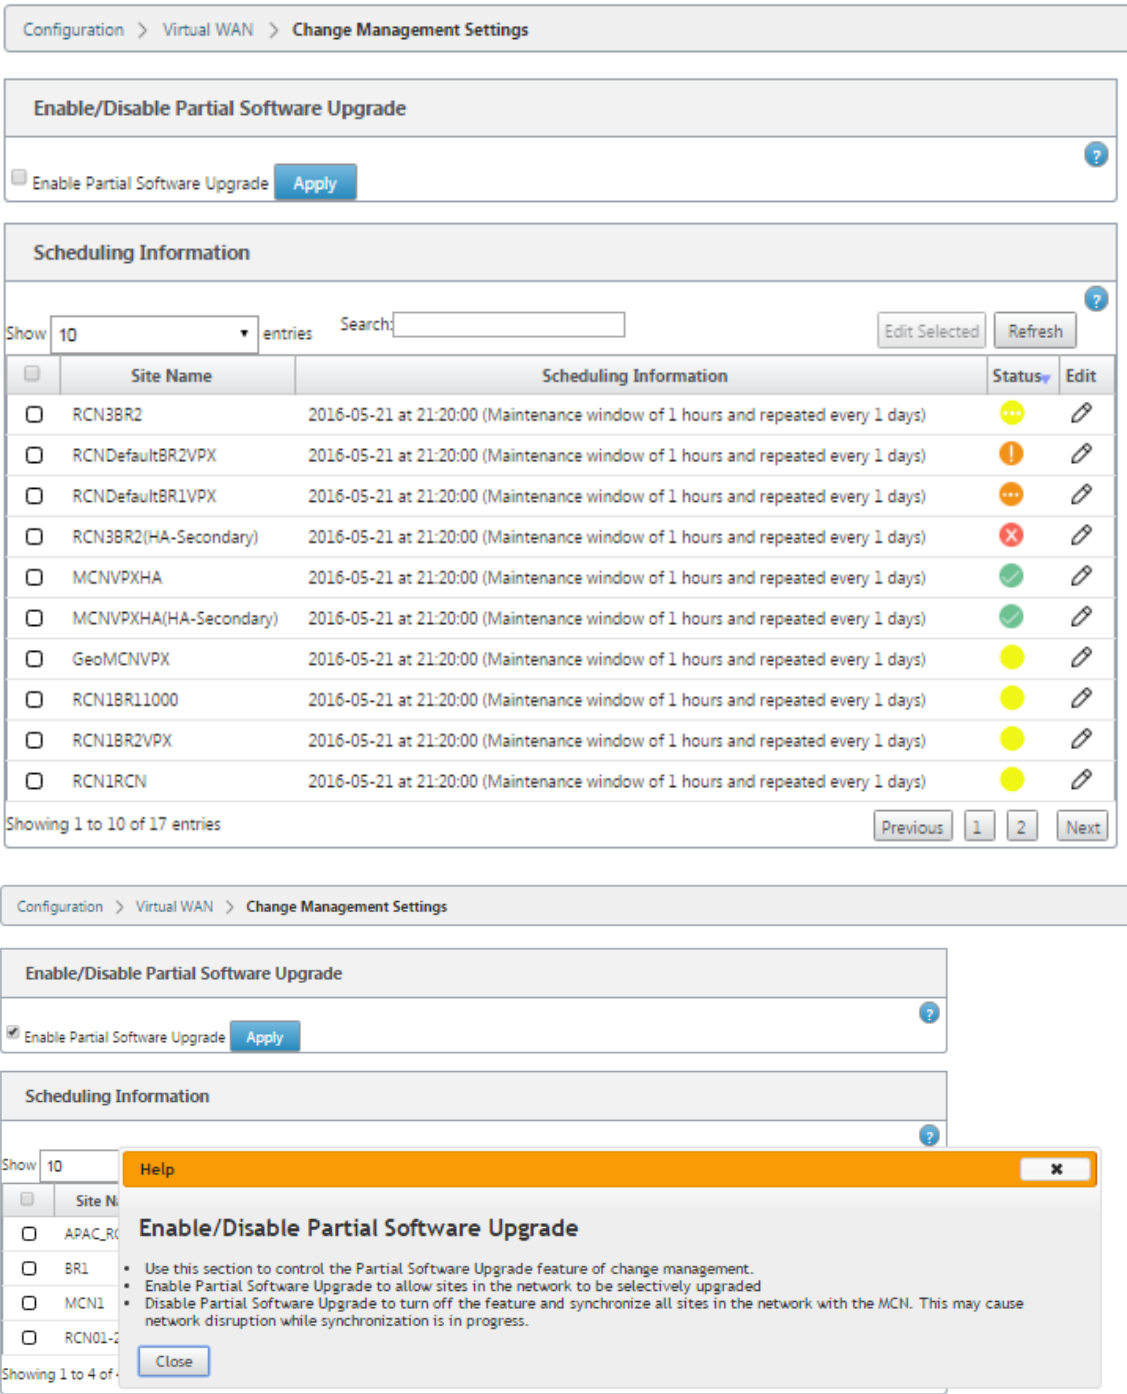 Configuration > Virtual WAN > Change Management Settings
Enable/Disable Partial Software Upgrade
?
Enable Partial Software Upgrade Apply
Scheduling Information
?
Show 10 entries Search: Edit Selected Refresh
Site Name Scheduling Information Status Edit
RCN3BR2 2016-05-21 at 21:20:00 (Maintenance window of 1 hours and repeated every 1 days)
RCNDefaultBR2VPX 2016-05-21 at 21:20:00 (Maintenance window of 1 hours and repeated every 1 days)
RCNDefaultBR1VPX 2016-05-21 at 21:20:00 (Maintenance window of 1 hours and repeated every 1 days)
RCN3BR2(HA-Secondary) 2016-05-21 at 21:20:00 (Maintenance window of 1 hours and repeated every 1 days)
MCNVPXHA 2016-05-21 at 21:20:00 (Maintenance window of 1 hours and repeated every 1 days)
MCNVPXHA(HA-Secondary) 2016-05-21 at 21:20:00 (Maintenance window of 1 hours and repeated every 1 days)
GeoMCNVPX 2016-05-21 at 21:20:00 (Maintenance window of 1 hours and repeated every 1 days)
RCN1BR11000 2016-05-21 at 21:20:00 (Maintenance window of 1 hours and repeated every 1 days)
RCN1BR2VPX 2016-05-21 at 21:20:00 (Maintenance window of 1 hours and repeated every 1 days)
RCN1RCN 2016-05-21 at 21:20:00 (Maintenance window of 1 hours and repeated every 1 days)
Showing 1 to 10 of 17 entries Previous 1 2 Next
Configuration > Virtual WAN > Change Management Settings
Enable/Disable Partial Software Upgrade
?
Enable Partial Software Upgrade Apply
Scheduling Information
?
Show 10
Help
Site
Enable/Disable Partial Software Upgrade
BR1
MCN1
• Use this section to control the Partial Software Upgrade feature of change management.
• Enable Partial Software Upgrade to allow sites in the network to be selectively upgraded
• Disable Partial Software Upgrade to turn off the feature and synchronize all sites in the network with the MCN. This may cause
network disruption while synchronization is in progress.
RCN01-2
Close
Showing 1 to 4 of